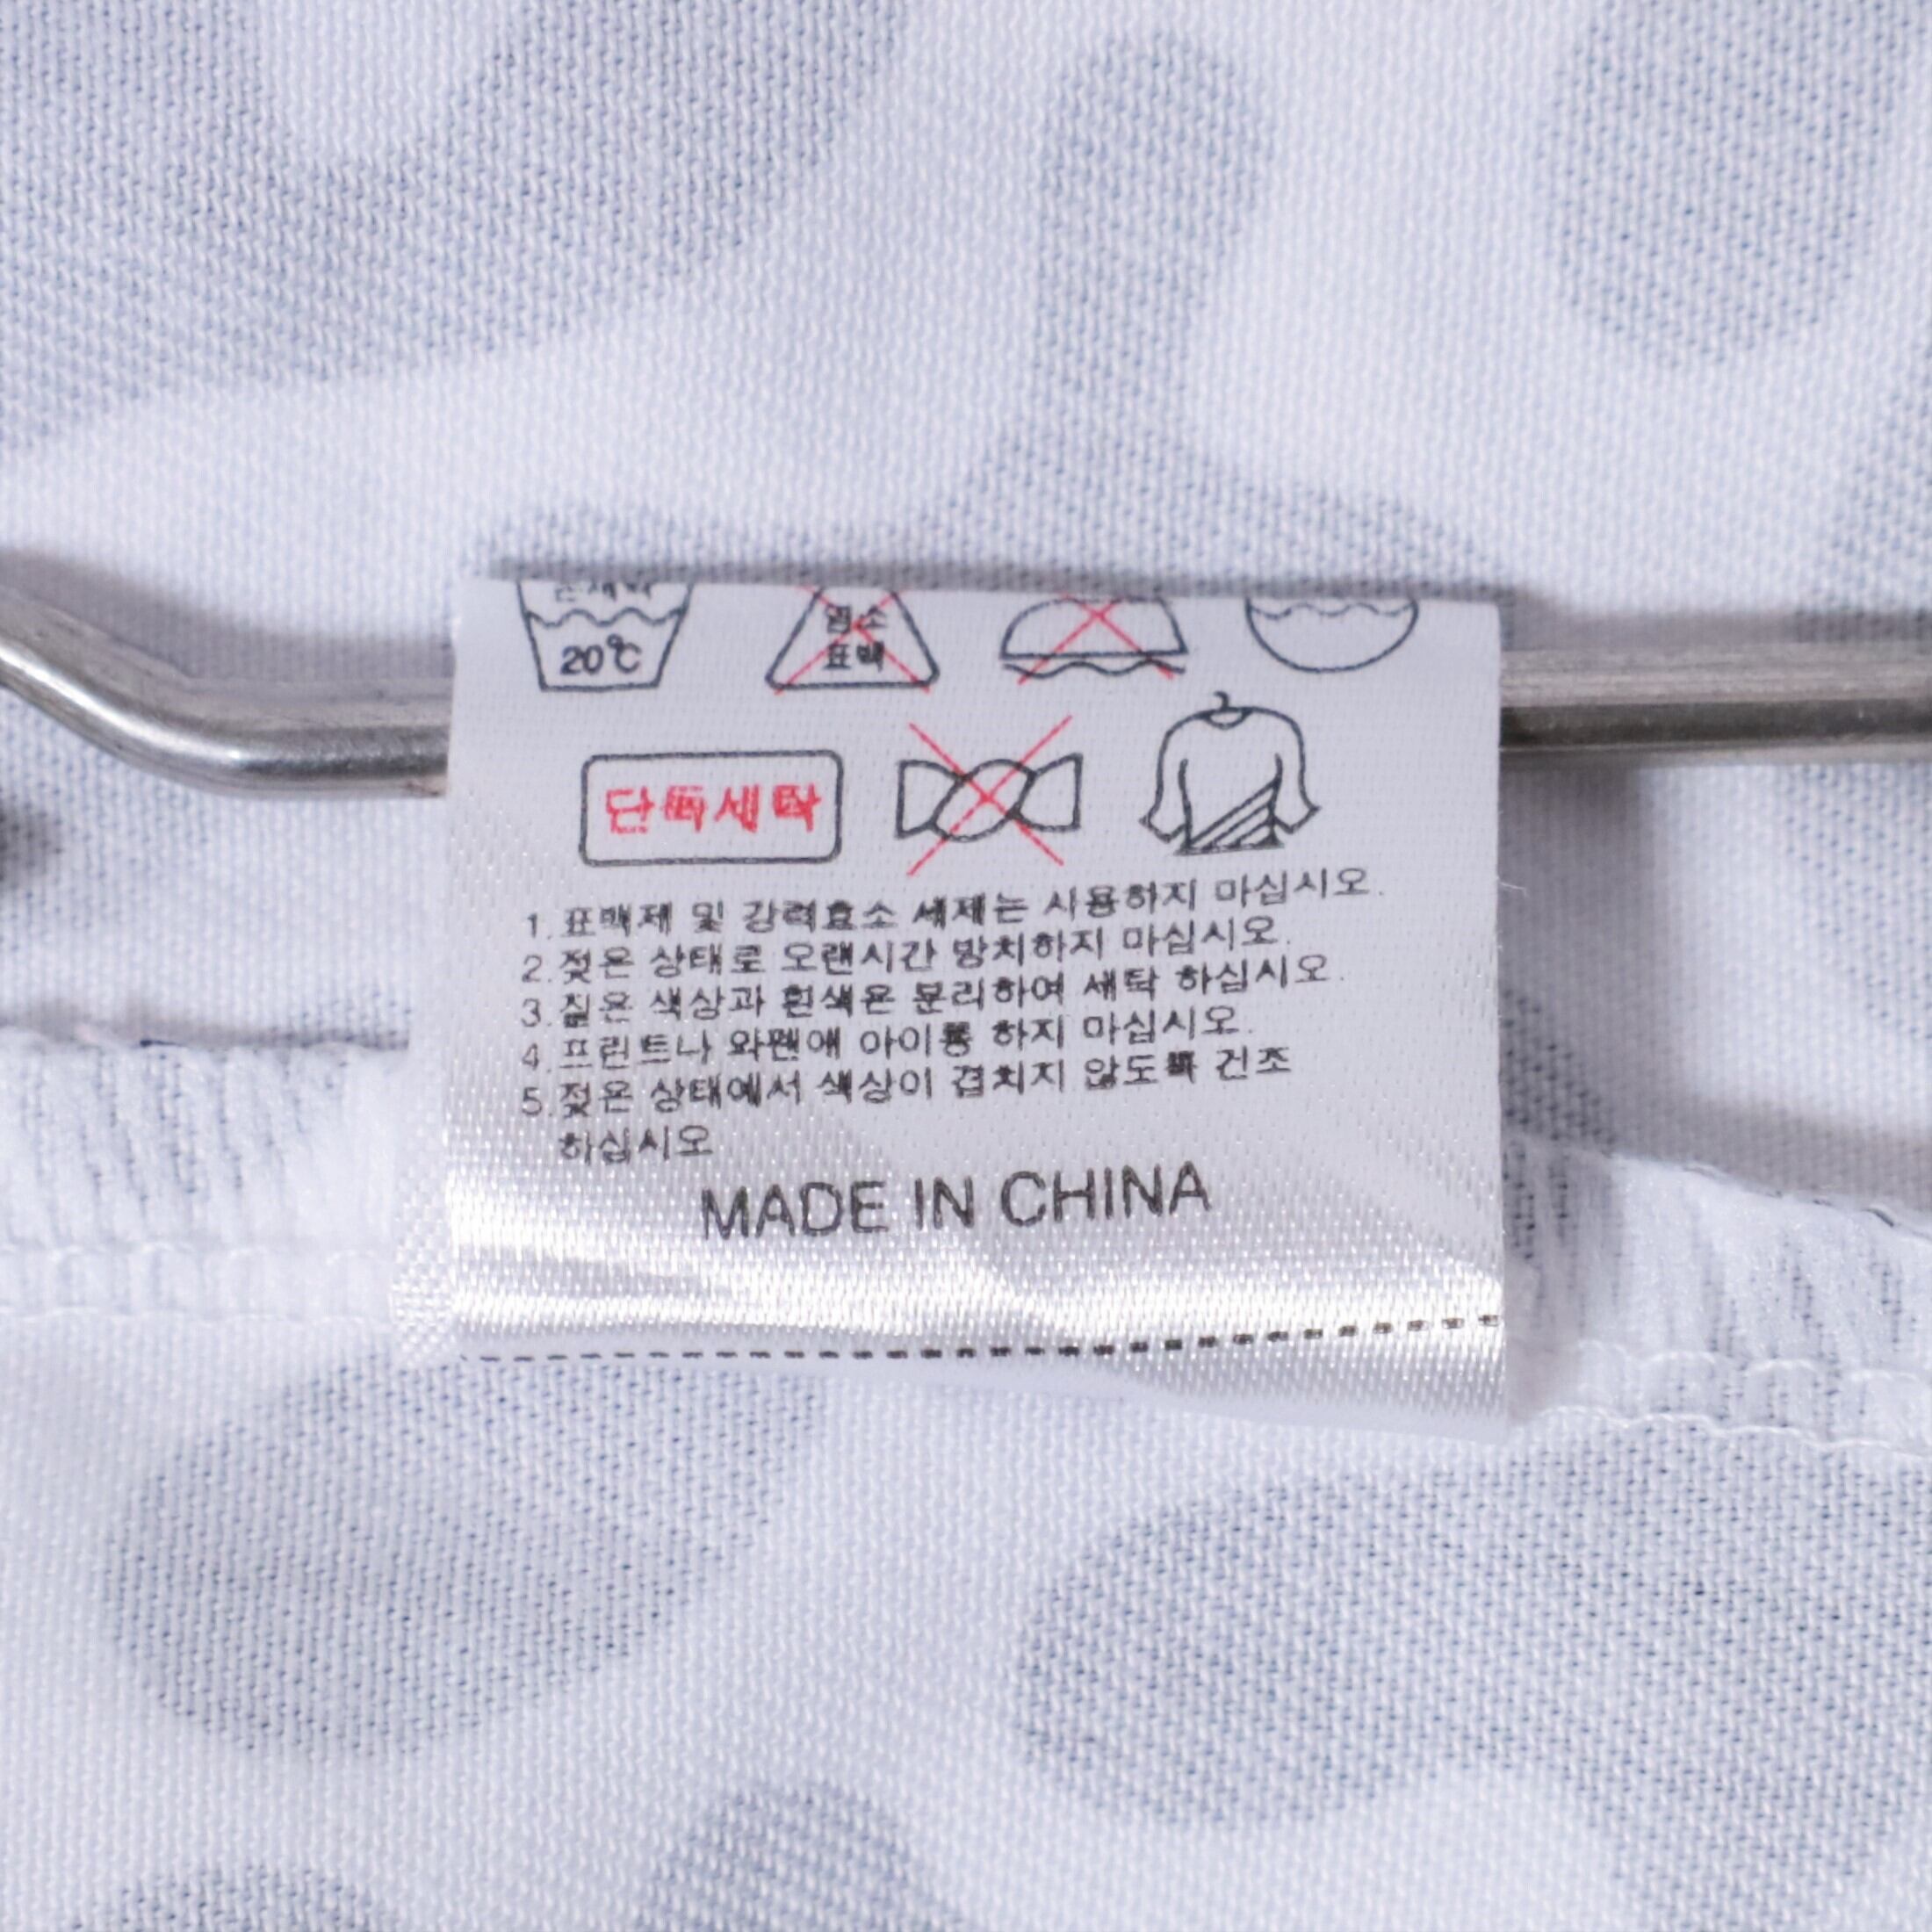 손세탁
염소
20℃
표백
단독세탁
1. 표백제 및 강력효소 세제는 사용하지 마십시오.
2. 젖은 상태로 오랜시간 방치하지 마십시오.
3. 짙은 색상과 흰색은 분리하여 세탁 하십시오.
4. 프린트나 와펜에 아이롱 하지 마십시오.
5. 젖은 상태에서 색상이 겹치지 않도록 건조
하십시오
MADE IN CHINA